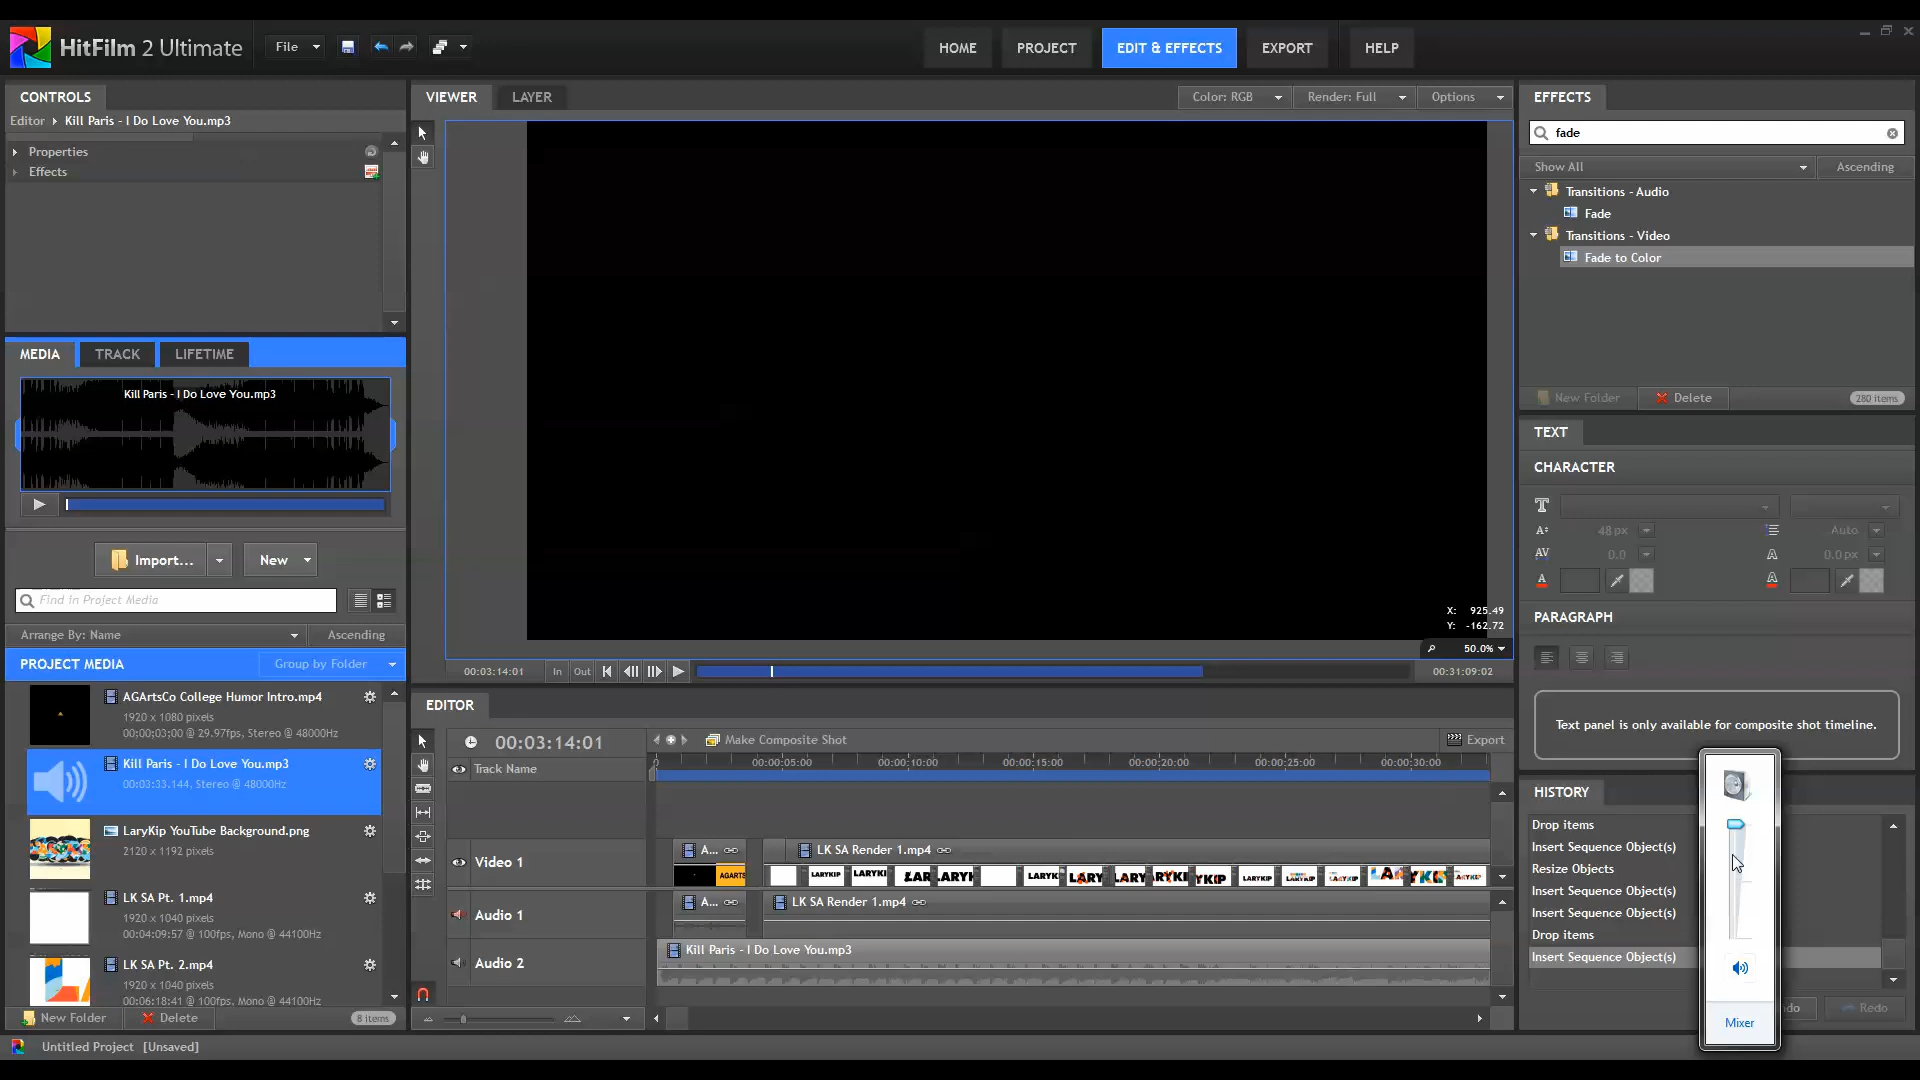 HitFilm 2 Ultimate
File
HOME
PROJECT
EDIT & EFFECTS
EXPORT
HELP
CONTROLS
Editor Kill Paris - I Do Love You.mp3
Properties
Effects
MEDIA
TRACK
LIFETIME
Kill Paris - I Do Love You.mp3
Import...
New
Find in Project Media
Arrange By: Name
Ascending
PROJECT MEDIA
Group by Folder
AGArtsCo College Humor Intro.mp4
1920 x 1080 pixels
00;00;03;00 @ 29.97fps, Stereo @ 48000Hz
Kill Paris - I Do Love You.mp3
00:03:33.144, Stereo @ 48000Hz
LaryKip YouTube Background.png
2120 x 1192 pixels
LK SA Pt. 1.mp4
1920 x 1040 pixels
00:04:09:57 @ 100fps, Mono @ 44100Hz
LK SA Pt. 2.mp4
1920 x 1040 pixels
00:06:18:41 @ 100fps, Mono @ 44100Hz
New Folder
Delete
8 items
Untitled Project [Unsaved]
VIEWER
LAYER
Color: RGB
Render: Full
Options
X: 925.49
Y: -162.72
50.0%
00:03:14:01
In
Out
00:31:09:02
EDITOR
00:03:14:01
Make Composite Shot
Export
Track Name
0
00:00:05:00
00:00:10:00
00:00:15:00
00:00:20:00
00:00:25:00
00:00:30:00
Video 1
A...
LK SA Render 1.mp4
AGARTS
LARYKIP
LARYKI
LARYKIP
LARYKIP
LARYKIP
LARYKIP
Audio 1
A...
LK SA Render 1.mp4
Audio 2
Kill Paris - I Do Love You.mp3
EFFECTS
fade
Show All
Ascending
Transitions - Audio
Fade
Transitions - Video
Fade to Color
New Folder
Delete
280 items
TEXT
CHARACTER
48 px
Auto
0.0
0.0 px
PARAGRAPH
Text panel is only available for composite shot timeline.
HISTORY
Drop items
Insert Sequence Object(s)
Resize Objects
Insert Sequence Object(s)
Insert Sequence Object(s)
Drop items
Insert Sequence Object(s)
do
Redo
Mixer